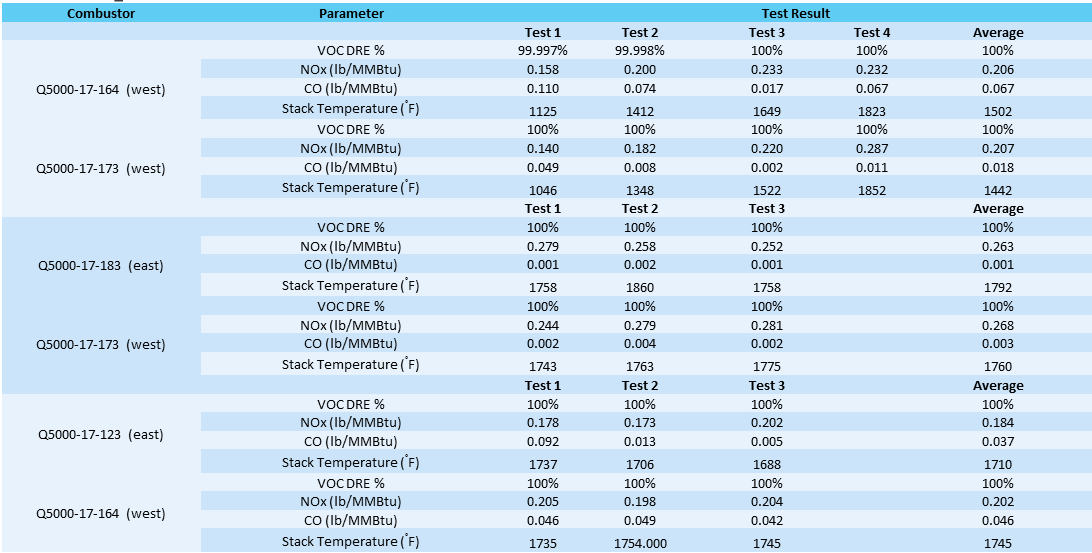 Combustor Parameter Test Result
Test 1 Test 2 Test 3 Test 4 Average
VOC DRE % 99.997% 99.998% 100% 100% 100%
NOx (lb/MMBtu) 0.158 0.200 0.233 0.232 0.206
Q5000-17-164 (west)
CO (lb/MMBtu) 0.110 0.074 0.017 0.067 0.067
Stack Temperature (°F) 1125 1412 1649 1823 1502
VOC DRE % 100% 100% 100% 100% 100%
NOx (lb/MMBtu) 0.140 0.182 0.220 0.287 0.207
Q5000-17-173 (west)
CO (lb/MMBtu) 0.049 0.008 0.002 0.011 0.018
Stack Temperature (°F) 1046 1348 1522 1852 1442
Test 1 Test 2 Test 3 Average
VOC DRE % 100% 100% 100% 100%
NOx (lb/MMBtu) 0.279 0.258 0.252 0.263
Q5000-17-183 (east)
CO (lb/MMBtu) 0.001 0.002 0.001 0.001
Stack Temperature (°F) 1758 1860 1758 1792
VOC DRE % 100% 100% 100% 100%
NOx (lb/MMBtu) 0.244 0.279 0.281 0.268
Q5000-17-173 (west)
CO (lb/MMBtu) 0.002 0.004 0.002 0.003
Stack Temperature (°F) 1743 1763 1775 1760
Test 1 Test 2 Test 3 Average
VOC DRE % 100% 100% 100% 100%
NOx (lb/MMBtu) 0.178 0.173 0.202 0.184
Q5000-17-123 (east)
CO (lb/MMBtu) 0.092 0.013 0.005 0.037
Stack Temperature (°F) 1737 1706 1688 1710
VOC DRE % 100% 100% 100% 100%
NOx (lb/MMBtu) 0.205 0.198 0.204 0.202
Q5000-17-164 (west)
CO (lb/MMBtu) 0.046 0.049 0.042 0.046
Stack Temperature (°F) 1735 1754.000 1745 1745